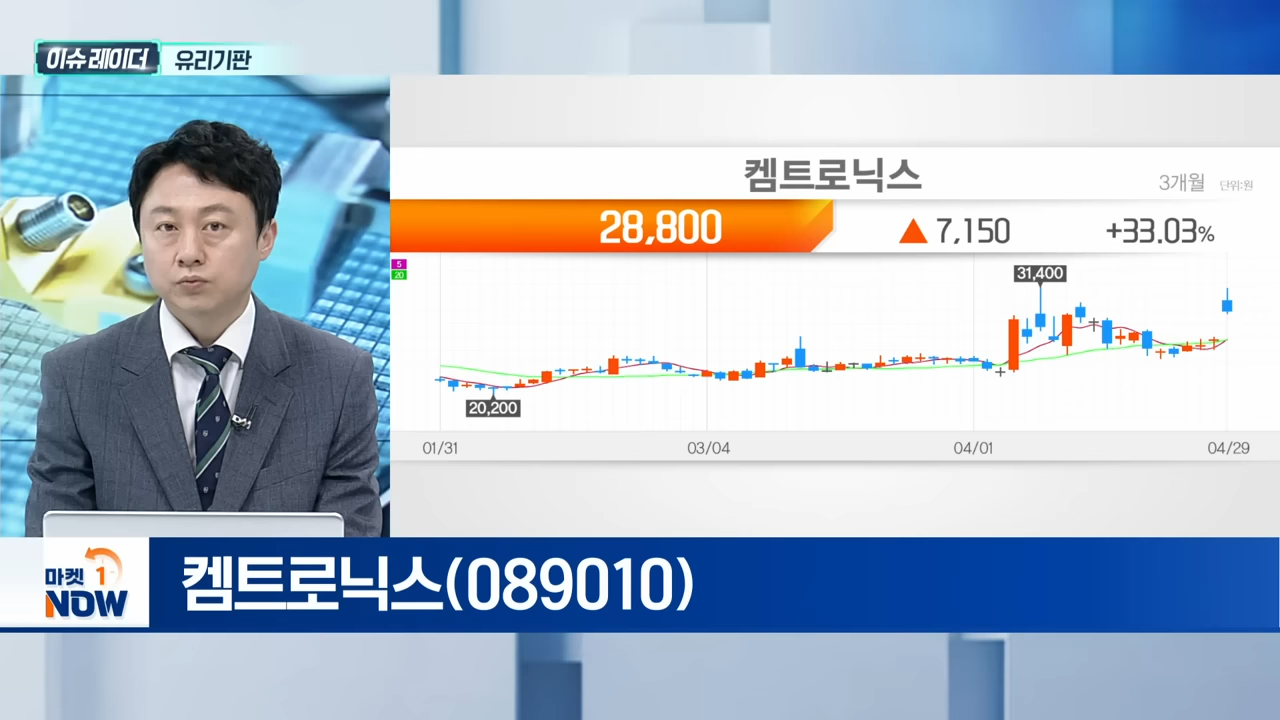 이슈 레이더 유리기판
켐트로닉스
3개월 단위:원
28,800 ▲ 7,150 +33.03%
5
20
31,400
20,200
01/31 03/04 04/01 04/29
마켓 1
NOW
켐트로닉스(089010)